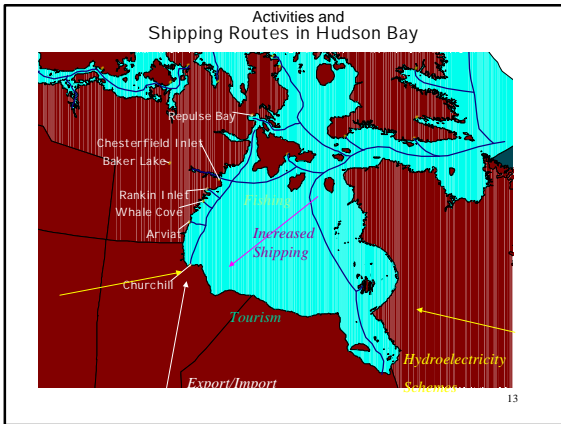 Activities and
Shipping Routes in Hudson Bay
Repulse Bay
Chesterfield Inlet
Baker Lake
Rankin Inlet
Whale Cove
Arviat
Fishing
Increased
Shipping
Churchill
Tourism
Hydroelectricity
Schemes
Export/Import
13